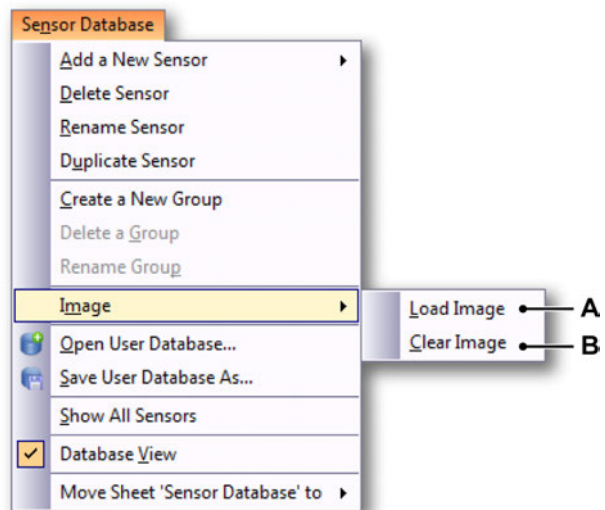 Sensor Database
Add a New Sensor
Delete Sensor
Rename Sensor
Duplicate Sensor
Create a New Group
Delete a Group
Rename Group
Image
Load Image A
Clear Image B
Open User Database...
Save User Database As...
Show All Sensors
Database View
Move Sheet 'Sensor Database' to